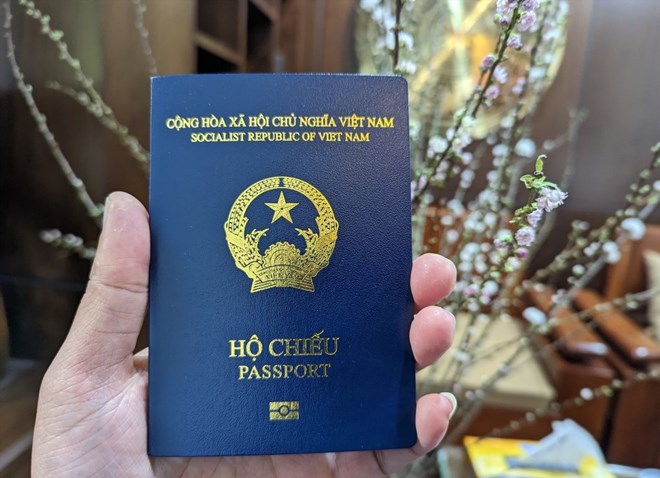 CỘNG HÒA XÃ HỘI CHỦ NGHĨA VIỆT NAM
SOCIALIST REPUBLIC OF VIET NAM
HỘ CHIẾU
PASSPORT